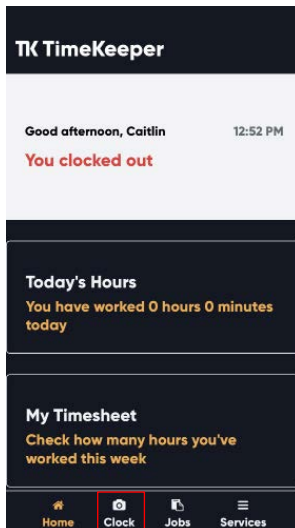 TK TimeKeeper
Good afternoon, Caitlin 12:52 PM
You clocked out
Today's Hours
You have worked 0 hours 0 minutes
today
My Timesheet
Check how many hours you've
worked this week
Home Clock Jobs Services